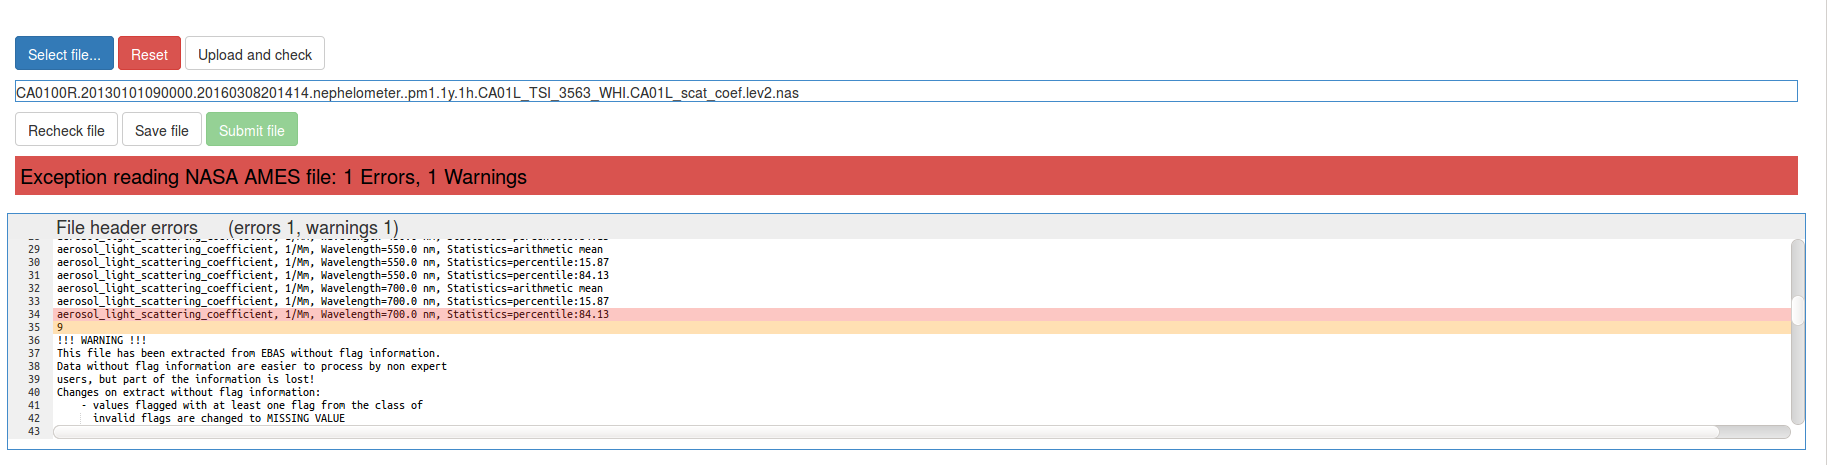 Select file... Reset Upload and check
CA0100R.20130101090000.20160308201414.nephelometer..pm1.1y.1h.CA01L_TSI_3563_WHI.CA01L_scat_coef.lev2.nas
Recheck file Save file Submit file
Exception reading NASA AMES file: 1 Errors, 1 Warnings
File header errors (errors 1, warnings 1)
29 aerosol_light_scattering_coefficient, 1/Mm, Wavelength=550.0 nm, Statistics=arithmetic mean
30 aerosol_light_scattering_coefficient, 1/Mm, Wavelength=550.0 nm, Statistics=percentile:15.87
31 aerosol_light_scattering_coefficient, 1/Mm, Wavelength=550.0 nm, Statistics=percentile:84.13
32 aerosol_light_scattering_coefficient, 1/Mm, Wavelength=700.0 nm, Statistics=arithmetic mean
33 aerosol_light_scattering_coefficient, 1/Mm, Wavelength=700.0 nm, Statistics=percentile:15.87
34 aerosol_light_scattering_coefficient, 1/Mm, Wavelength=700.0 nm, Statistics=percentile:84.13
35 9
36 !!! WARNING !!!
37 This file has been extracted from EBAS without flag information.
38 Data without flag information are easier to process by non expert
39 users, but part of the information is lost!
40 Changes on extract without flag information:
41 - values flagged with at least one flag from the class of
42 invalid flags are changed to MISSING VALUE
43